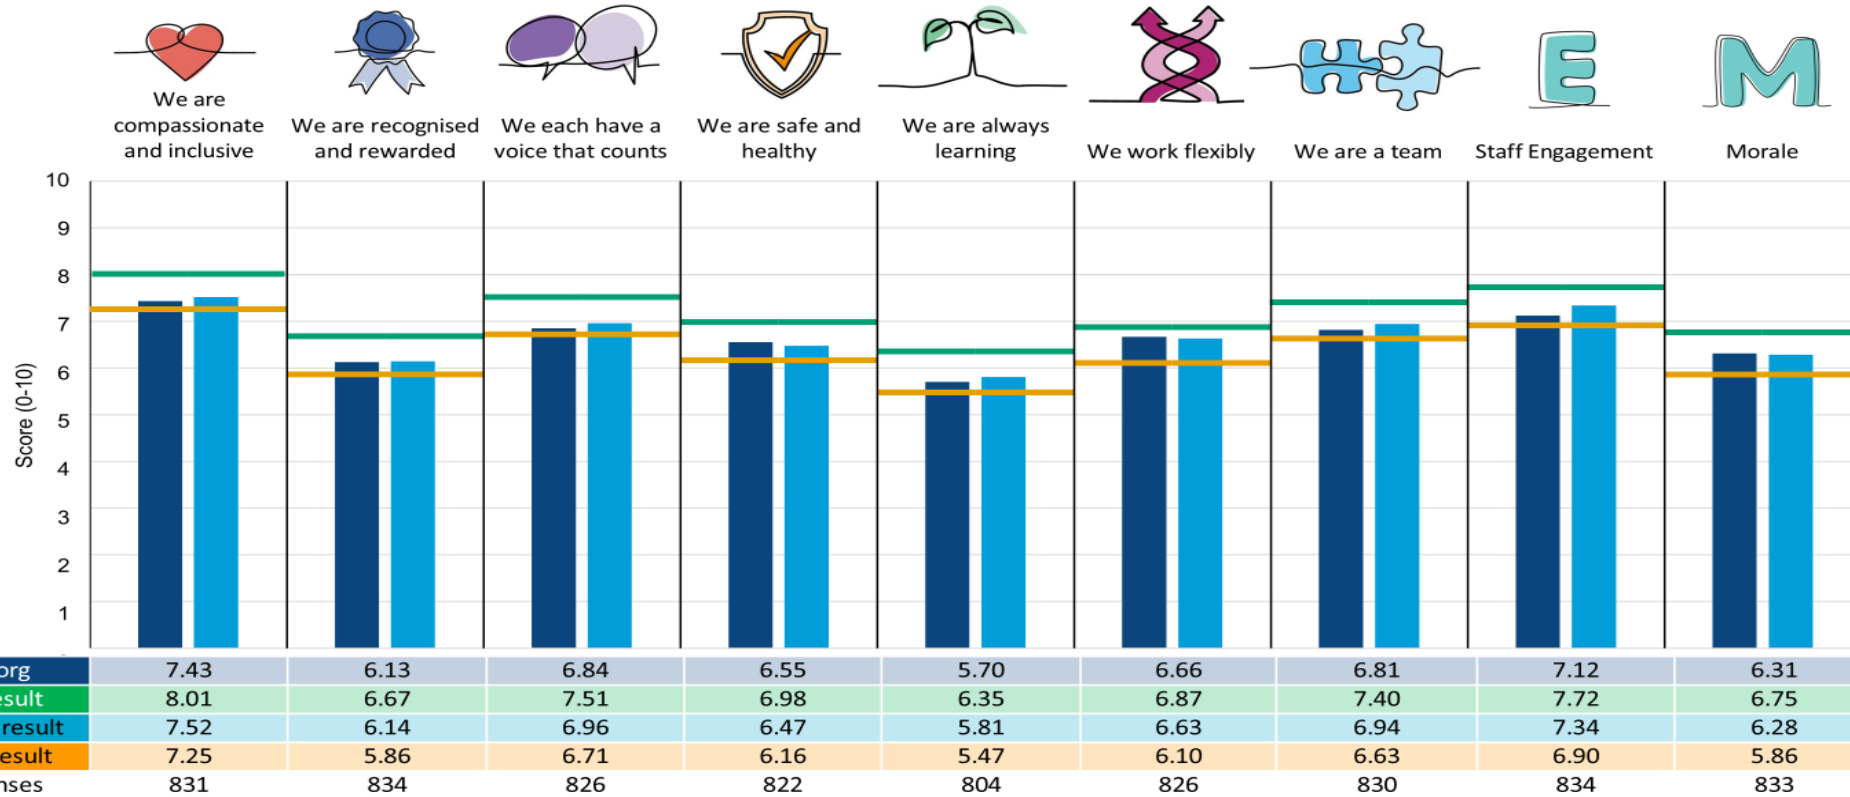 We are
compassionate
and inclusive
We are recognised
and rewarded
We each have a
voice that counts
We are safe and
healthy
We are always
learning
We work flexibly
We are a team
E
Staff Engagement
M
Morale
Score (0-10)
10
9
8
7
6
5
4
3
2
1
-
org 7.43 6.13 6.84 6.55 5.70 6.66 6.81 7.12 6.31
esult 8.01 6.67 7.51 6.98 6.35 6.87 7.40 7.72 6.75
result 7.52 6.14 6.96 6.47 5.81 6.63 6.94 7.34 6.28
esult 7.25 5.86 6.71 6.16 5.47 6.10 6.63 6.90 5.86
nses 831 834 826 822 804 826 830 834 833